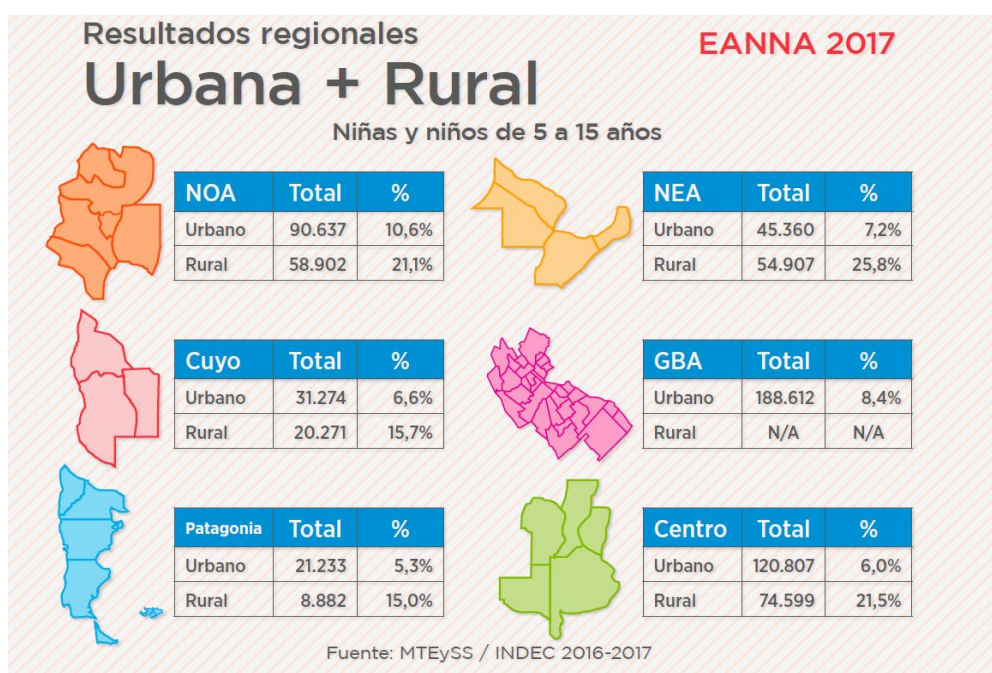 Resultados regionales
EANNA 2017
Urbana + Rural
Niñas y niños de 5 a 15 años
NOA Total %
Urbano 90.637 10,6%
Rural 58.902 21,1%
NEA Total %
Urbano 45.360 7,2%
Rural 54.907 25,8%
Cuyo Total %
Urbano 31.274 6,6%
Rural 20.271 15,7%
GBA Total %
Urbano 188.612 8,4%
Rural N/A N/A
Patagonia Total %
Urbano 21.233 5,3%
Rural 8.882 15,0%
Centro Total %
Urbano 120.807 6,0%
Rural 74.599 21,5%
Fuente: MTEySS / INDEC 2016-2017